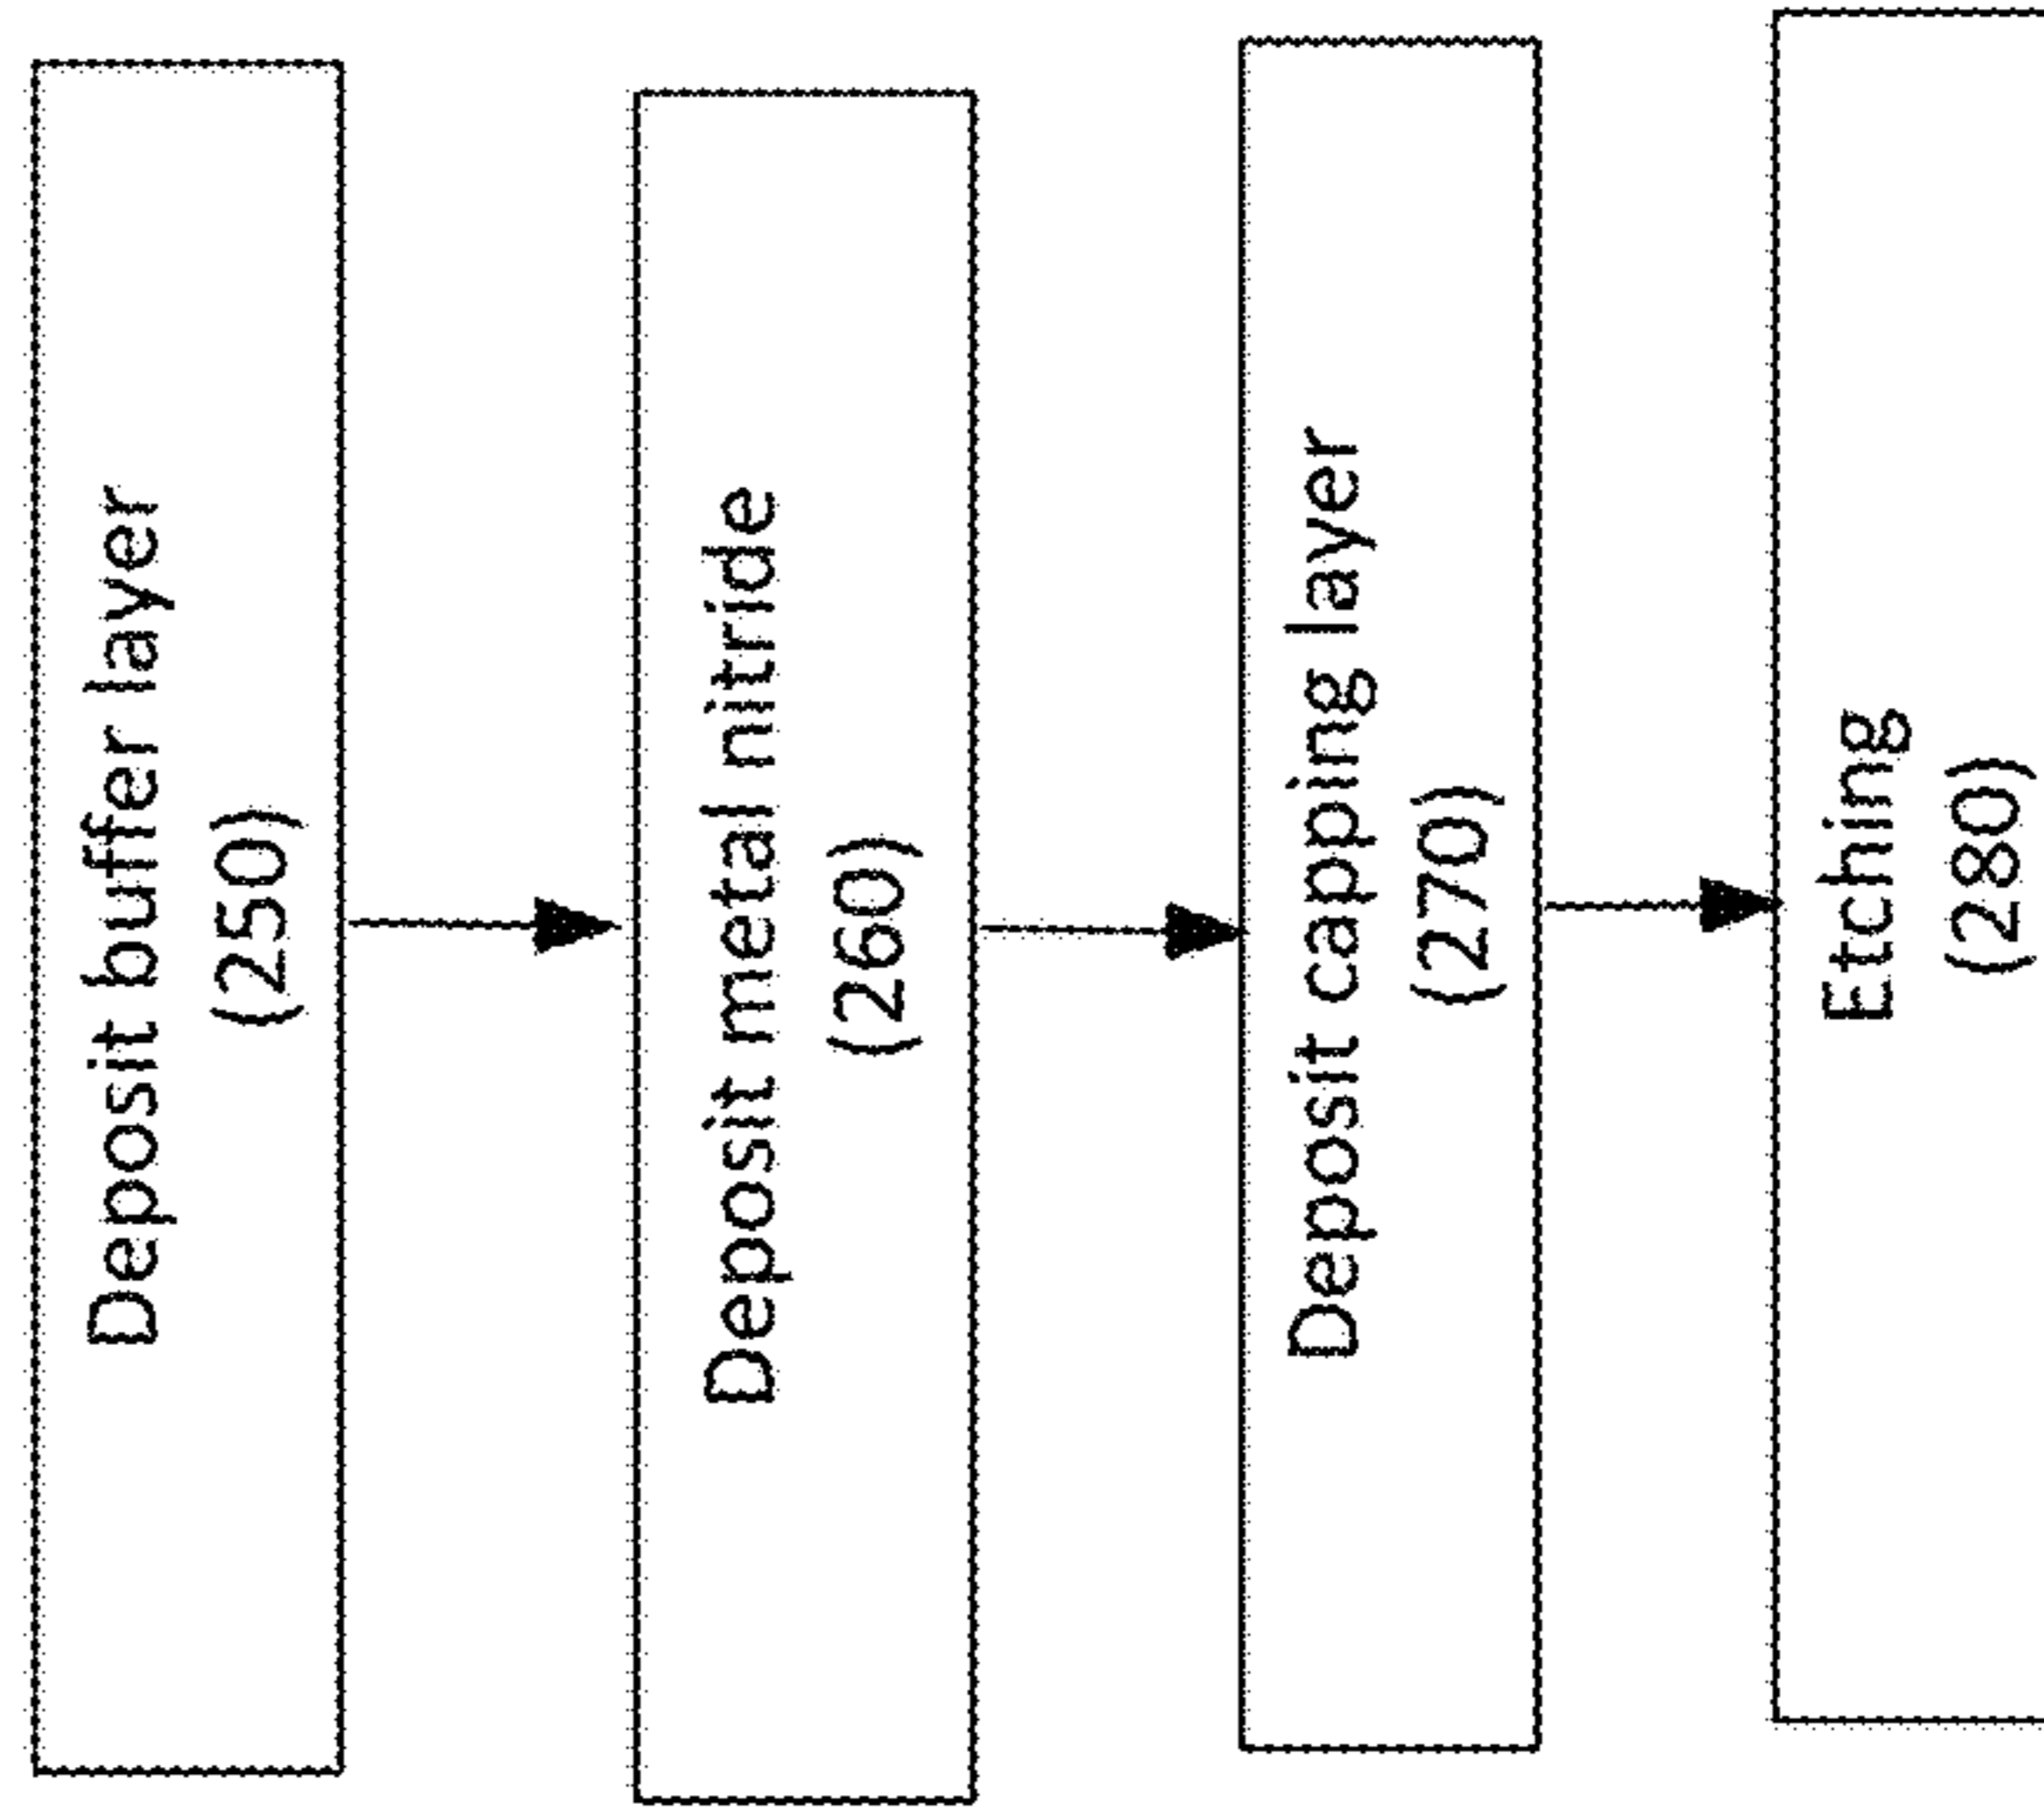 Deposit buffer layer
(250)
Deposit metal nitride
(260)
Deposit capping layer
(270)
Etching
(280)